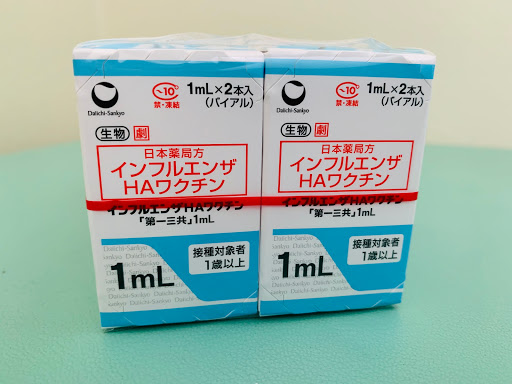 Daiichi-Sankyo
<10°
禁・凍結
1mL×2本入
(バイアル)
生物 劇
日本薬局方
インフルエンザ
HAワクチン
インフルエンザHAワクチン
「第一三共」1mL
接種対象者
1歳以上
1mL
Daiichi-Sankyo
<10°
禁・凍結
1mL×2本入
(バイアル)
生物 劇
日本薬局方
インフルエンザ
HAワクチン
インフルエンザHAワクチン
「第一三共」1mL
接種対象者
1歳以上
1mL